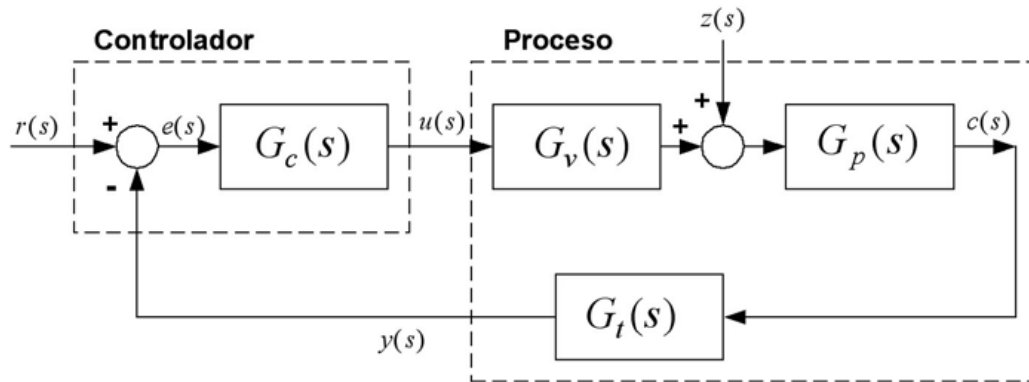 z(s)
Controlador
Proceso
+
r(s)
+
e(s)
G_c(s)
u(s)
G_v(s)
+
G_p(s)
c(s)
-
G_t(s)
y(s)